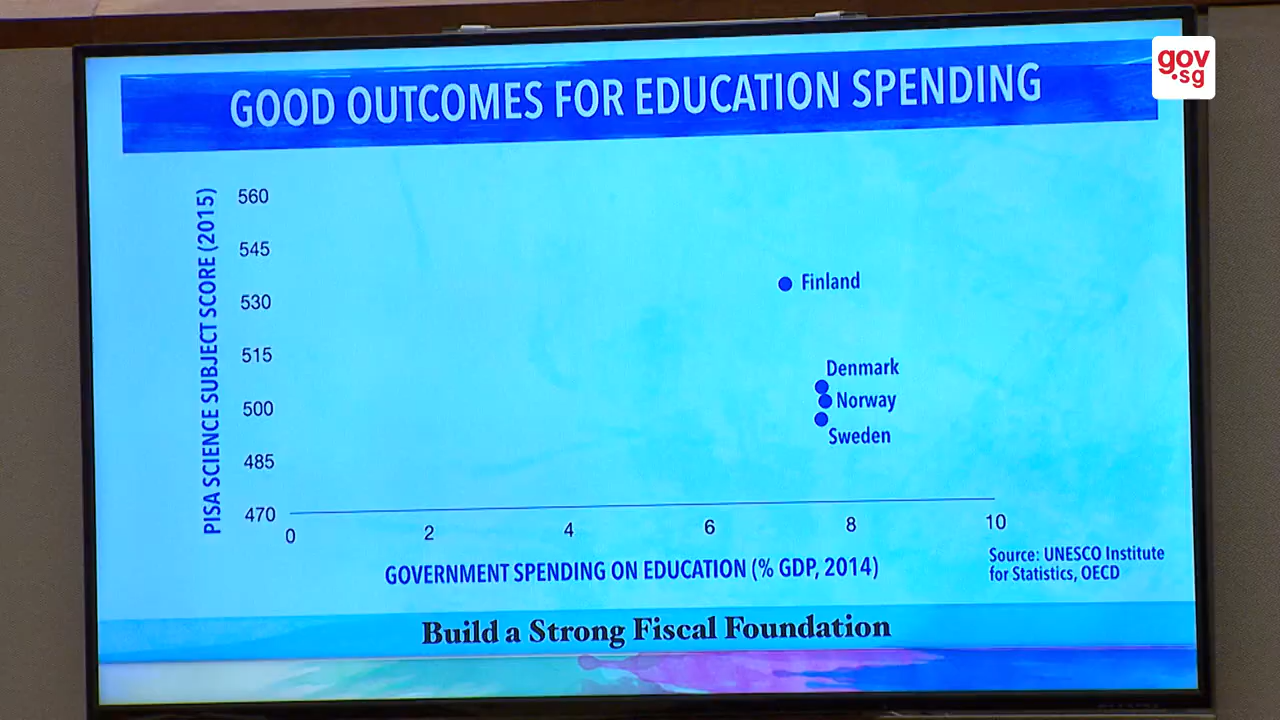 gov
.sg
GOOD OUTCOMES FOR EDUCATION SPENDING
PISA SCIENCE SUBJECT SCORE (2015)
560
545
530
515
500
485
470
Finland
Denmark
Norway
Sweden
0 2 4 6 8 10
GOVERNMENT SPENDING ON EDUCATION (% GDP, 2014)
Source: UNESCO Institute
for Statistics, OECD
Build a Strong Fiscal Foundation